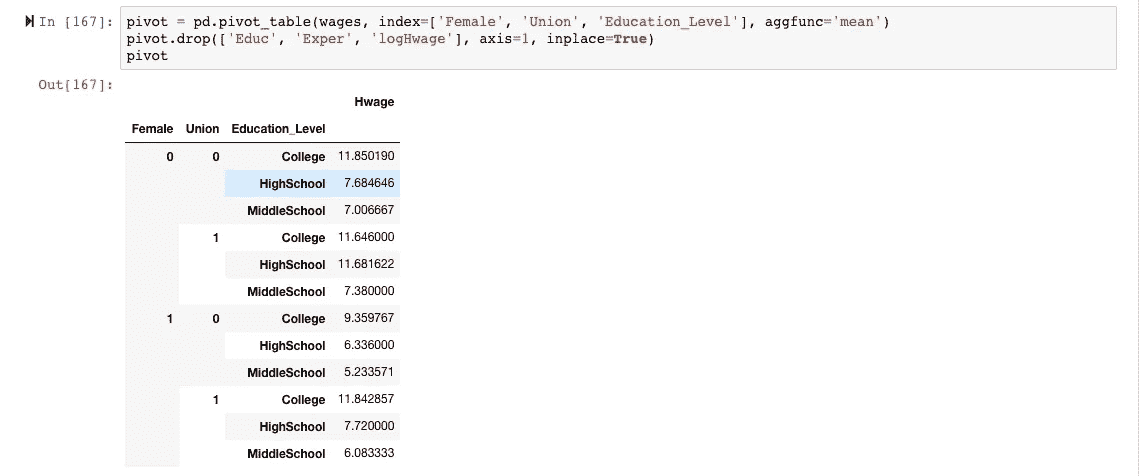 In [167]: pivot = pd.pivot_table(wages, index=['Female', 'Union', 'Education_Level'], aggfunc='mean')
pivot.drop(['Educ', 'Exper', 'logHwage'], axis=1, inplace=True)
pivot
Out[167]:
Hwage
Female Union Education_Level
0 0 College 11.850190
HighSchool 7.684646
MiddleSchool 7.006667
1 College 11.646000
HighSchool 11.681622
MiddleSchool 7.380000
1 0 College 9.359767
HighSchool 6.336000
MiddleSchool 5.233571
1 College 11.842857
HighSchool 7.720000
MiddleSchool 6.083333